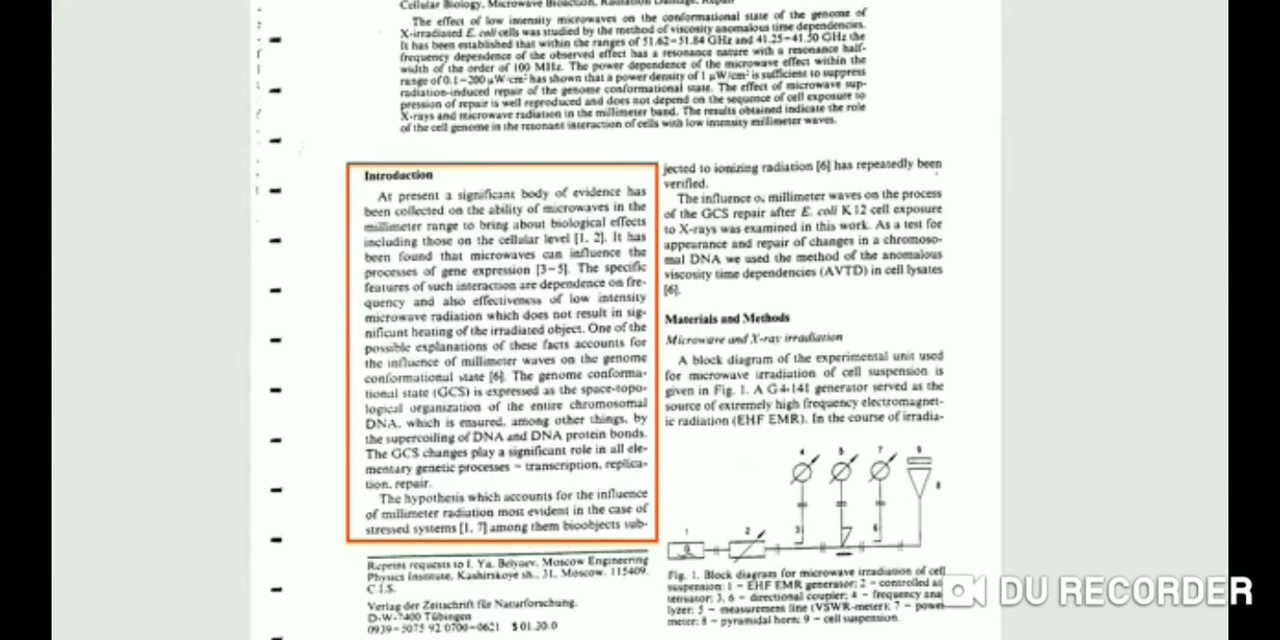 Cellular Biology, Microwave Bioaction, Radiation Damage, Repair
The effect of low intensity microwaves on the conformational state of the genome of
X-irradiated E. coli cells was studied by the method of viscosity anomalous time dependencies.
It has been established that within the ranges of 51.62–51.84 GHz and 41.25–41.50 GHz the
frequency dependence of the observed effect has a resonance nature with a resonance half-
width of the order of 100 MHz. The power dependence of the microwave effect within the
range of 0.1–200 μW/cm² has shown that a power density of 1 μW/cm² is sufficient to suppress
radiation-induced repair of the genome conformational state. The effect of microwave sup-
pression of repair is well reproduced and does not depend on the sequence of cell exposure to
X-rays and microwave radiation in the millimeter band. The results obtained indicate the role
of the cell genome in the resonant interaction of cells with low intensity millimeter waves.
Introduction
At present a significant body of evidence has
been collected on the ability of microwaves in the
millimeter range to bring about biological effects
including those on the cellular level [1, 2]. It has
been found that microwaves can influence the
processes of gene expression [3–5]. The specific
features of such interaction are dependence on fre-
quency and also effectiveness of low intensity
microwave radiation which does not result in sig-
nificant heating of the irradiated object. One of the
possible explanations of these facts accounts for
the influence of millimeter waves on the genome
conformational state [6]. The genome conforma-
tional state (GCS) is expressed as the space-topo-
logical organization of the entire chromosomal
DNA, which is ensured, among other things, by
the supercoiling of DNA and DNA protein bonds.
The GCS changes play a significant role in all ele-
mentary genetic processes – transcription, replica-
tion, repair.
The hypothesis which accounts for the influence
of millimeter radiation most evident in the case of
stressed systems [1, 7] among them bioobjects sub-
Reprint requests to I. Ya. Belyaev, Moscow Engineering
Physics Institute, Kashirskoye sh., 31, Moscow, 115409,
C.I.S.
Verlag der Zeitschrift für Naturforschung,
D-W-7400 Tübingen
0939–5075/92/0700–0621 $ 01.30/0
jected to ionizing radiation [6] has repeatedly been
verified.
The influence of millimeter waves on the process
of the GCS repair after E. coli K12 cell exposure
to X-rays was examined in this work. As a test for
appearance and repair of changes in a chromoso-
mal DNA we used the method of the anomalous
viscosity time dependencies (AVTD) in cell lysates
[6].
Materials and Methods
Microwave and X-ray irradiation
A block diagram of the experimental unit used
for microwave irradiation of cell suspension is
given in Fig. 1. A G4-141 generator served as the
source of extremely high frequency electromagnet-
ic radiation (EHF EMR). In the course of irradia-
4 5 7 9
8
1 2 3 6
Fig. 1. Block diagram for microwave irradiation of cell
suspension: 1 – EHF EMR generator; 2 – controlled at
tenuator; 3, 6 – directional coupler; 4 – frequency ana
lyzer; 5 – measurement line (VSWR-meter); 7 – power
meter; 8 – pyramidal horn; 9 – cell suspension.
DU RECORDER